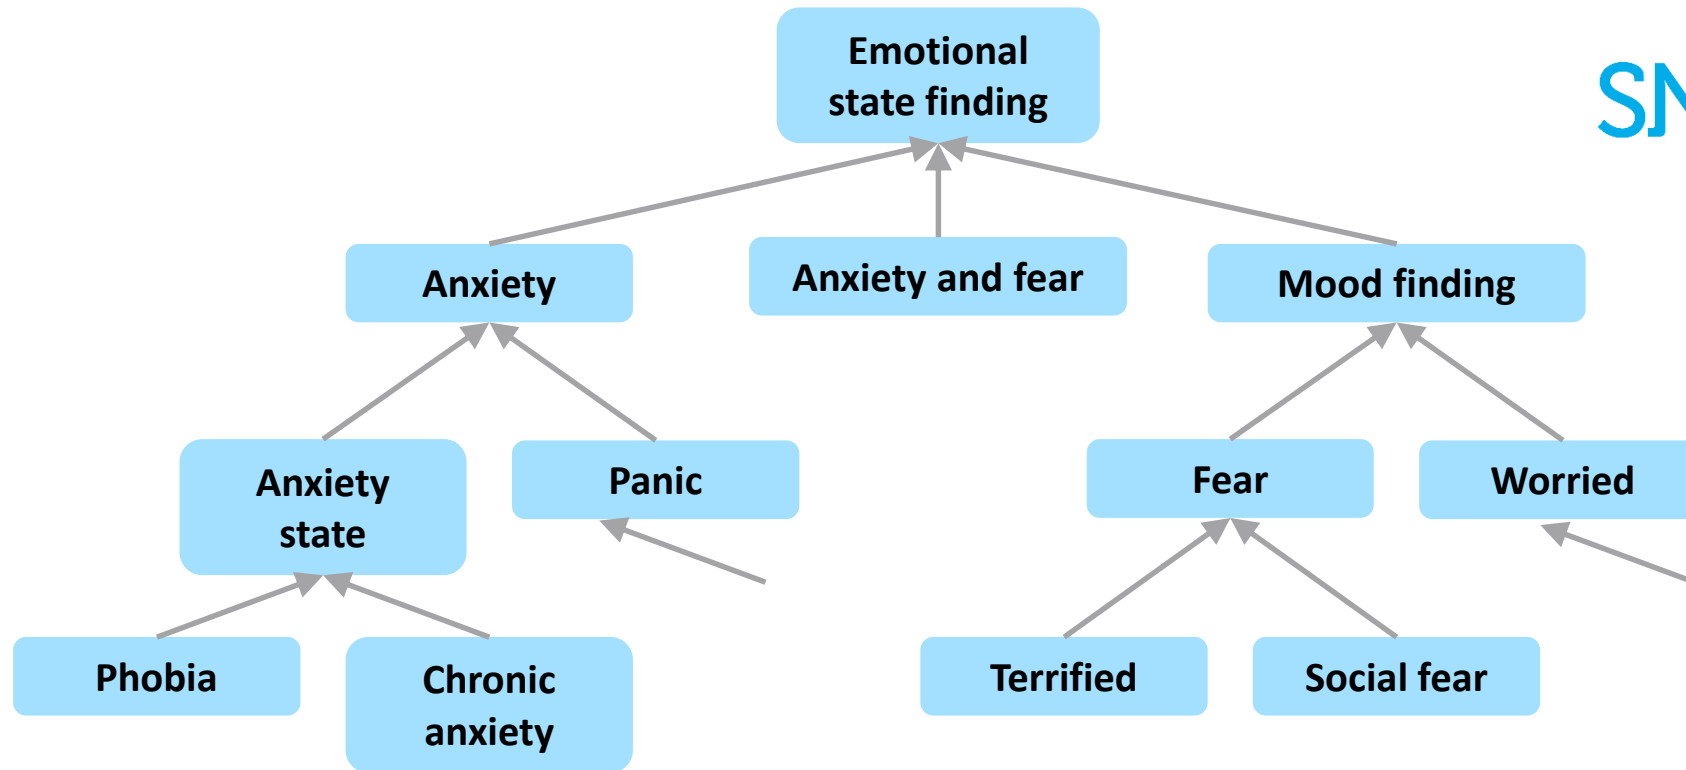 Emotional
state finding
SN
Anxiety
Anxiety and fear
Mood finding
Anxiety
state
Panic
Fear
Worried
Phobia
Chronic
anxiety
Terrified
Social fear